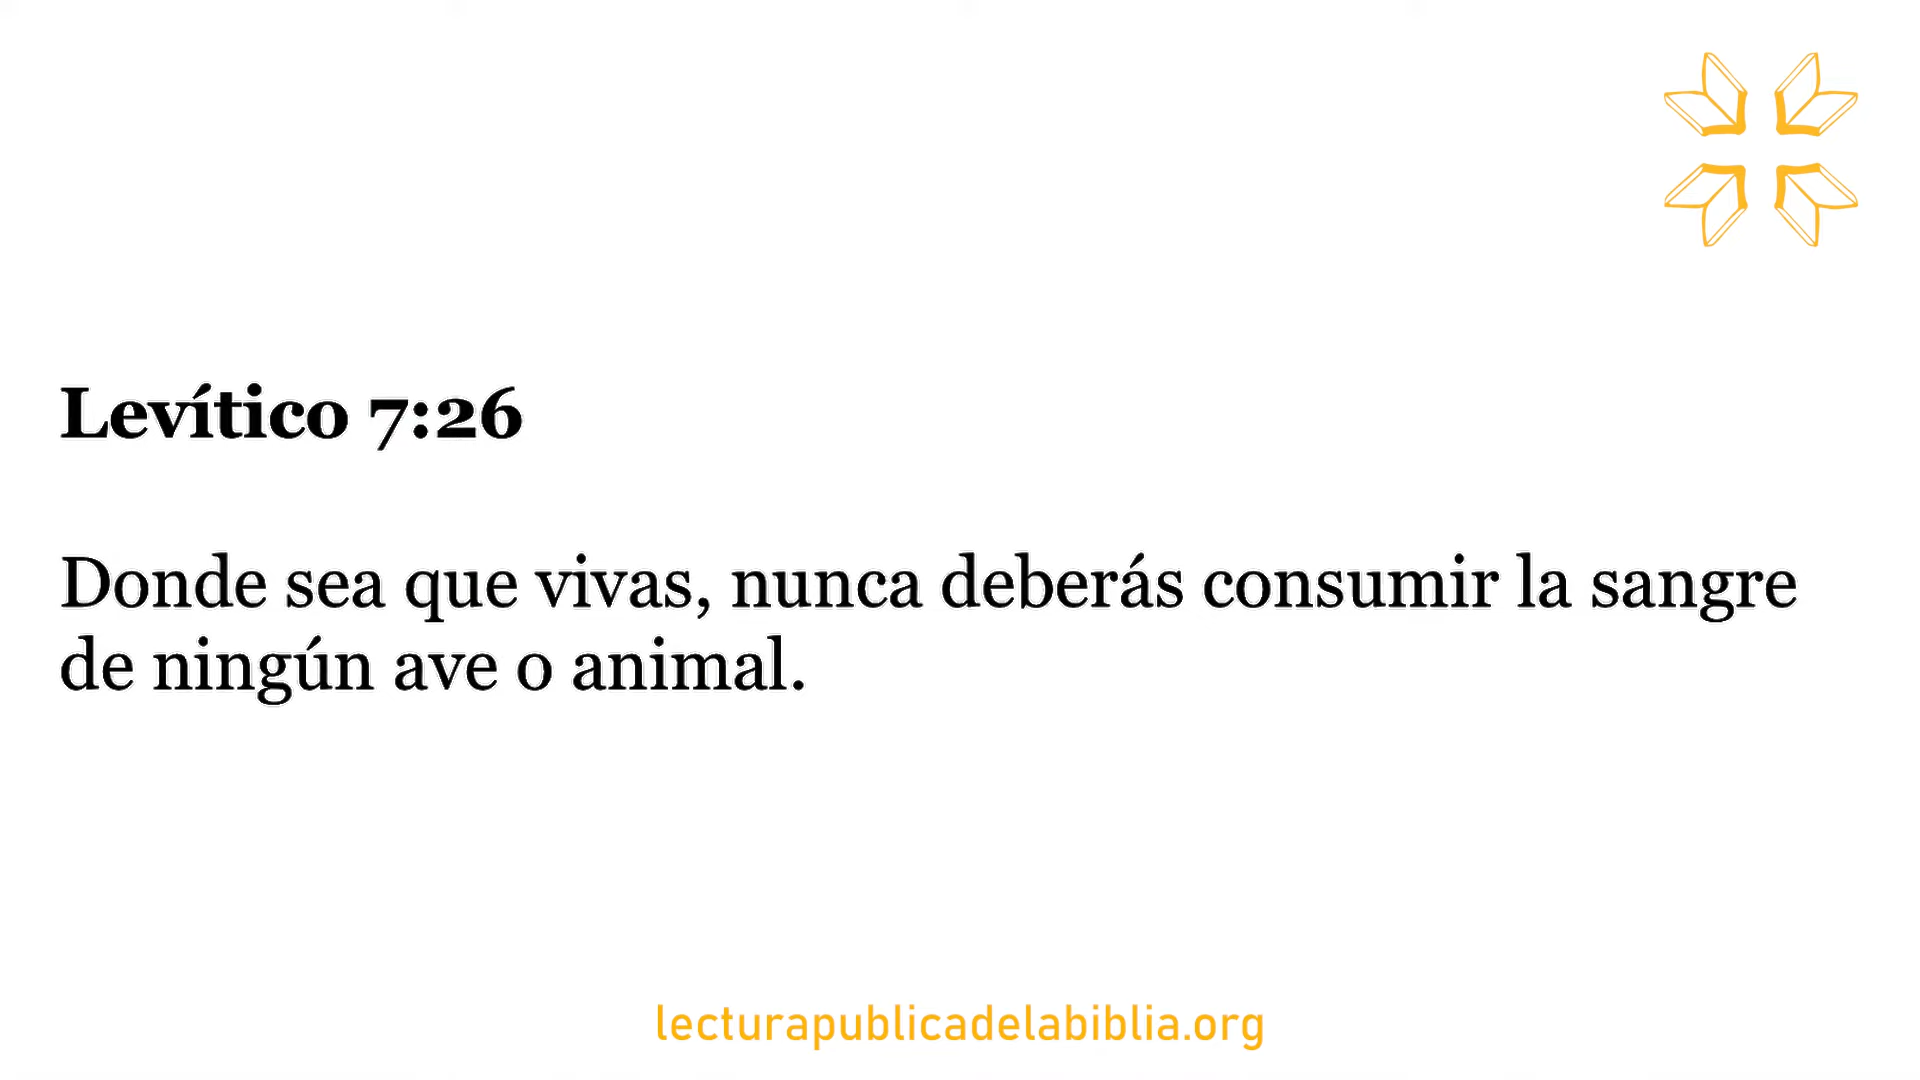 Levítico 7:26
Donde sea que vivas, nunca deberás consumir la sangre
de ningún ave o animal.
lecturapublicadelabiblia.org